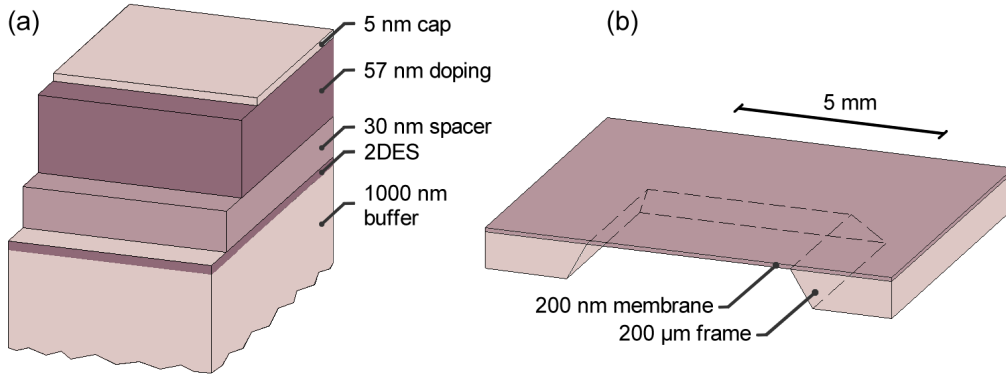 (a)
5 nm cap
57 nm doping
30 nm spacer
2DES
1000 nm
buffer
(b)
5 mm
200 nm membrane
200 µm frame